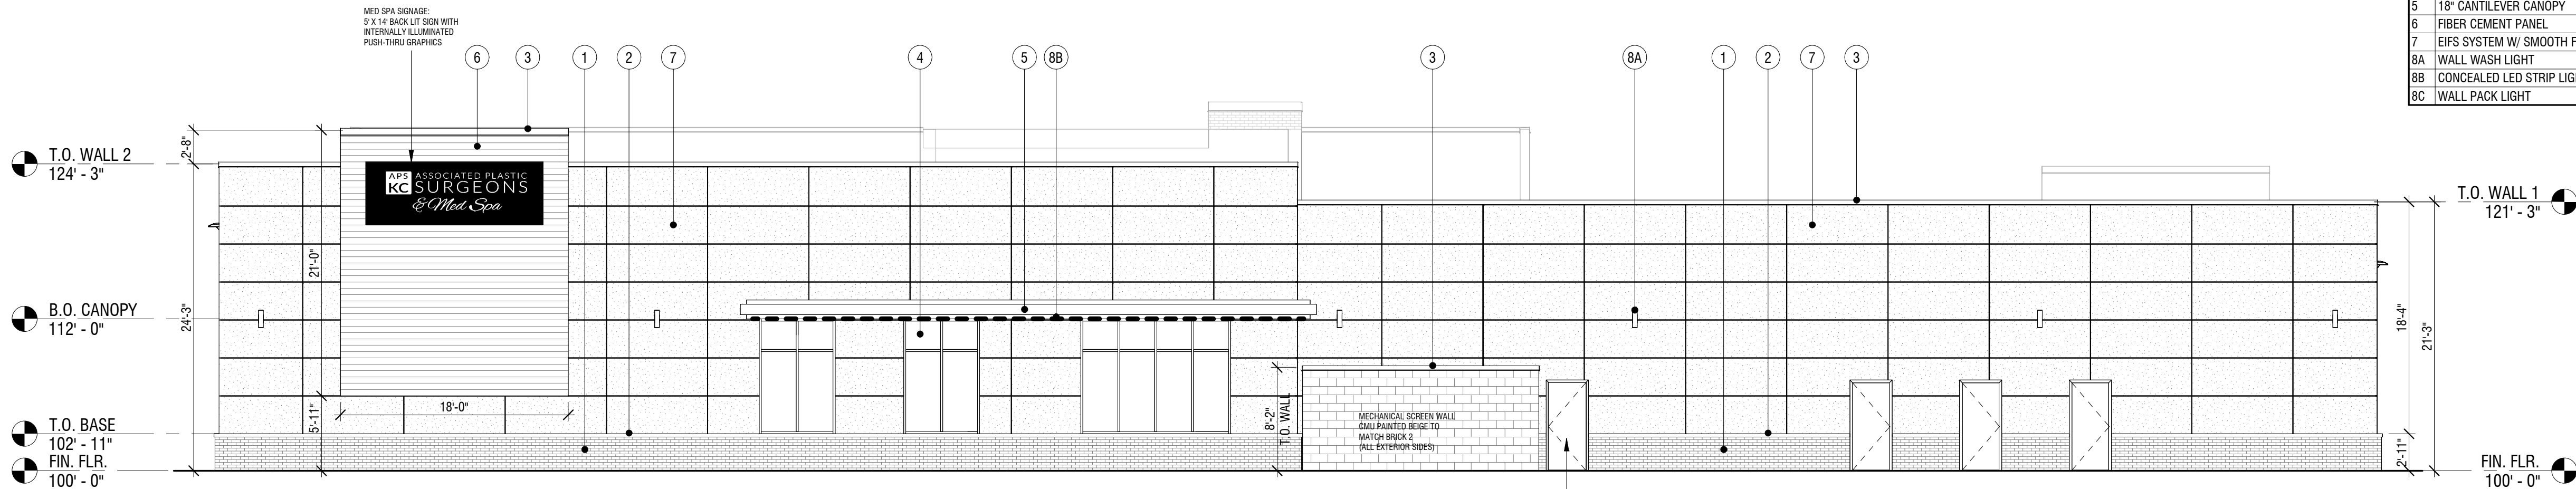 MED SPA SIGNAGE:
5' X 14' BACK LIT SIGN WITH
INTERNALLY ILLUMINATED
PUSH-THRU GRAPHICS
6
3
1
2
7
4
5
8B
3
8A
1
2
7
3
5 18" CANTILEVER CANOPY
6 FIBER CEMENT PANEL
7 EIFS SYSTEM W/ SMOOTH F
8A WALL WASH LIGHT
8B CONCEALED LED STRIP LIG
8C WALL PACK LIGHT
T.O. WALL 2
124' - 3"
B.O. CANOPY
112' - 0"
T.O. BASE
102' - 11"
FIN. FLR.
100' - 0"
2'-8"
24'-3"
21'-0"
5'-11"
18'-0"
APS
KC
ASSOCIATED PLASTIC
SURGEONS
& Med Spa
8'-2"
T.O. WALL
MECHANICAL SCREEN WALL
CMU PAINTED BEIGE TO
MATCH BRICK 2
(ALL EXTERIOR SIDES)
18'-4"
21'-3"
2'-11"
T.O. WALL 1
121' - 3"
FIN. FLR.
100' - 0"